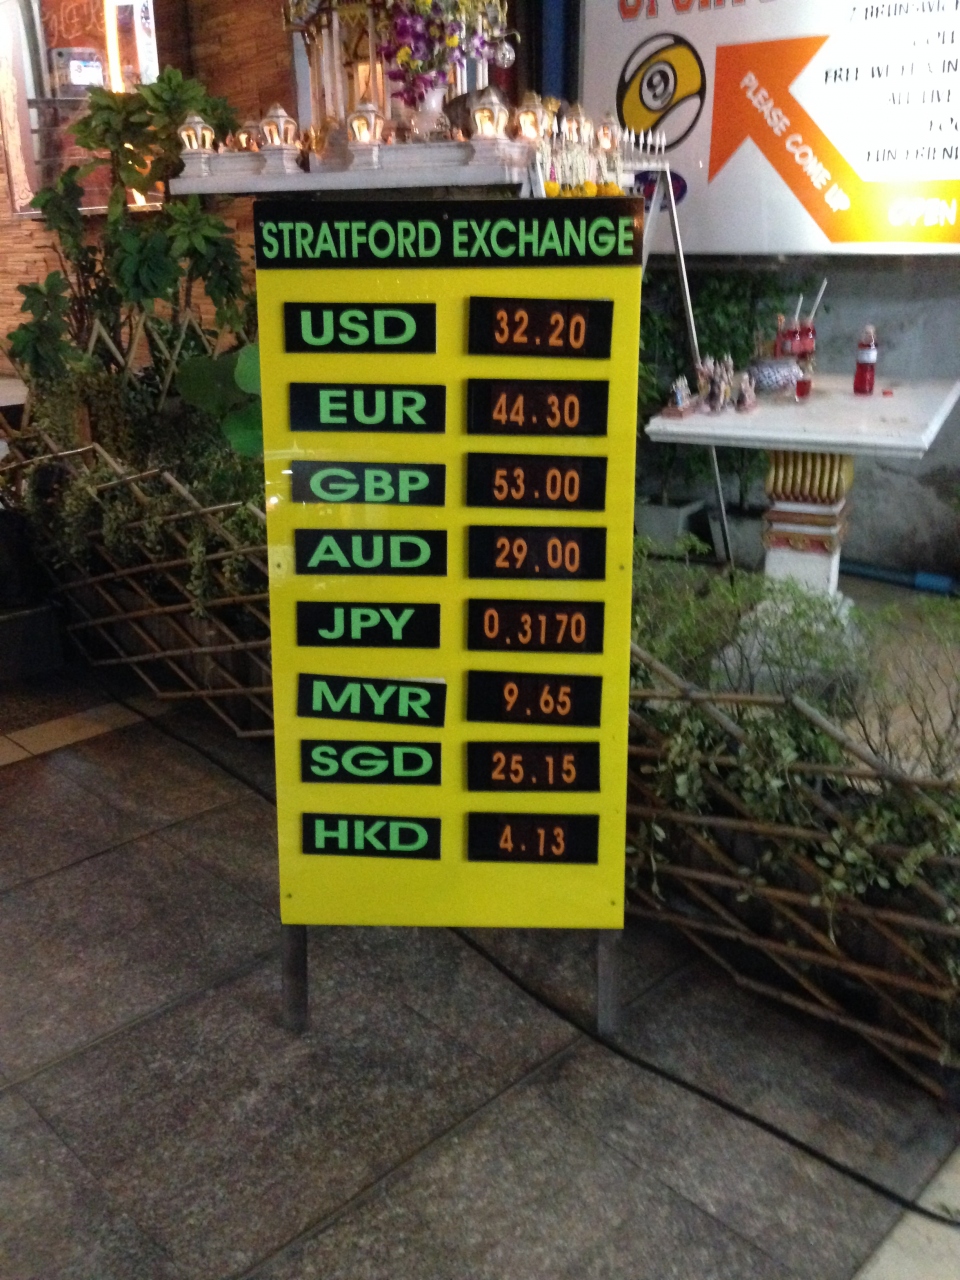 PLEASE COME UP
OPEN
STRATFORD EXCHANGE
USD 32.20
EUR 44.30
GBP 53.00
AUD 29.00
JPY 0.3170
MYR 9.65
SGD 25.15
HKD 4.13